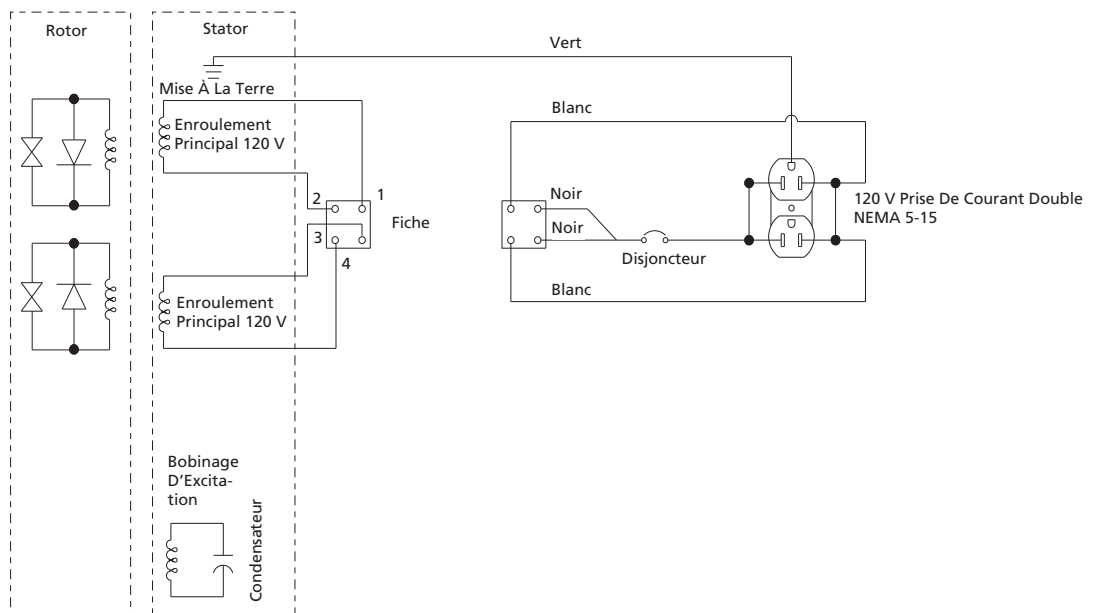 Rotor
Stator
Vert
Mise À La Terre
Enroulement
Principal 120 V
Blanc
1
2
3
4
Fiche
Noir
Noir
Disjoncteur
120 V Prise De Courant Double
NEMA 5-15
Blanc
Enroulement
Principal 120 V
Bobinage
D'Excita-
tion
Condensateur